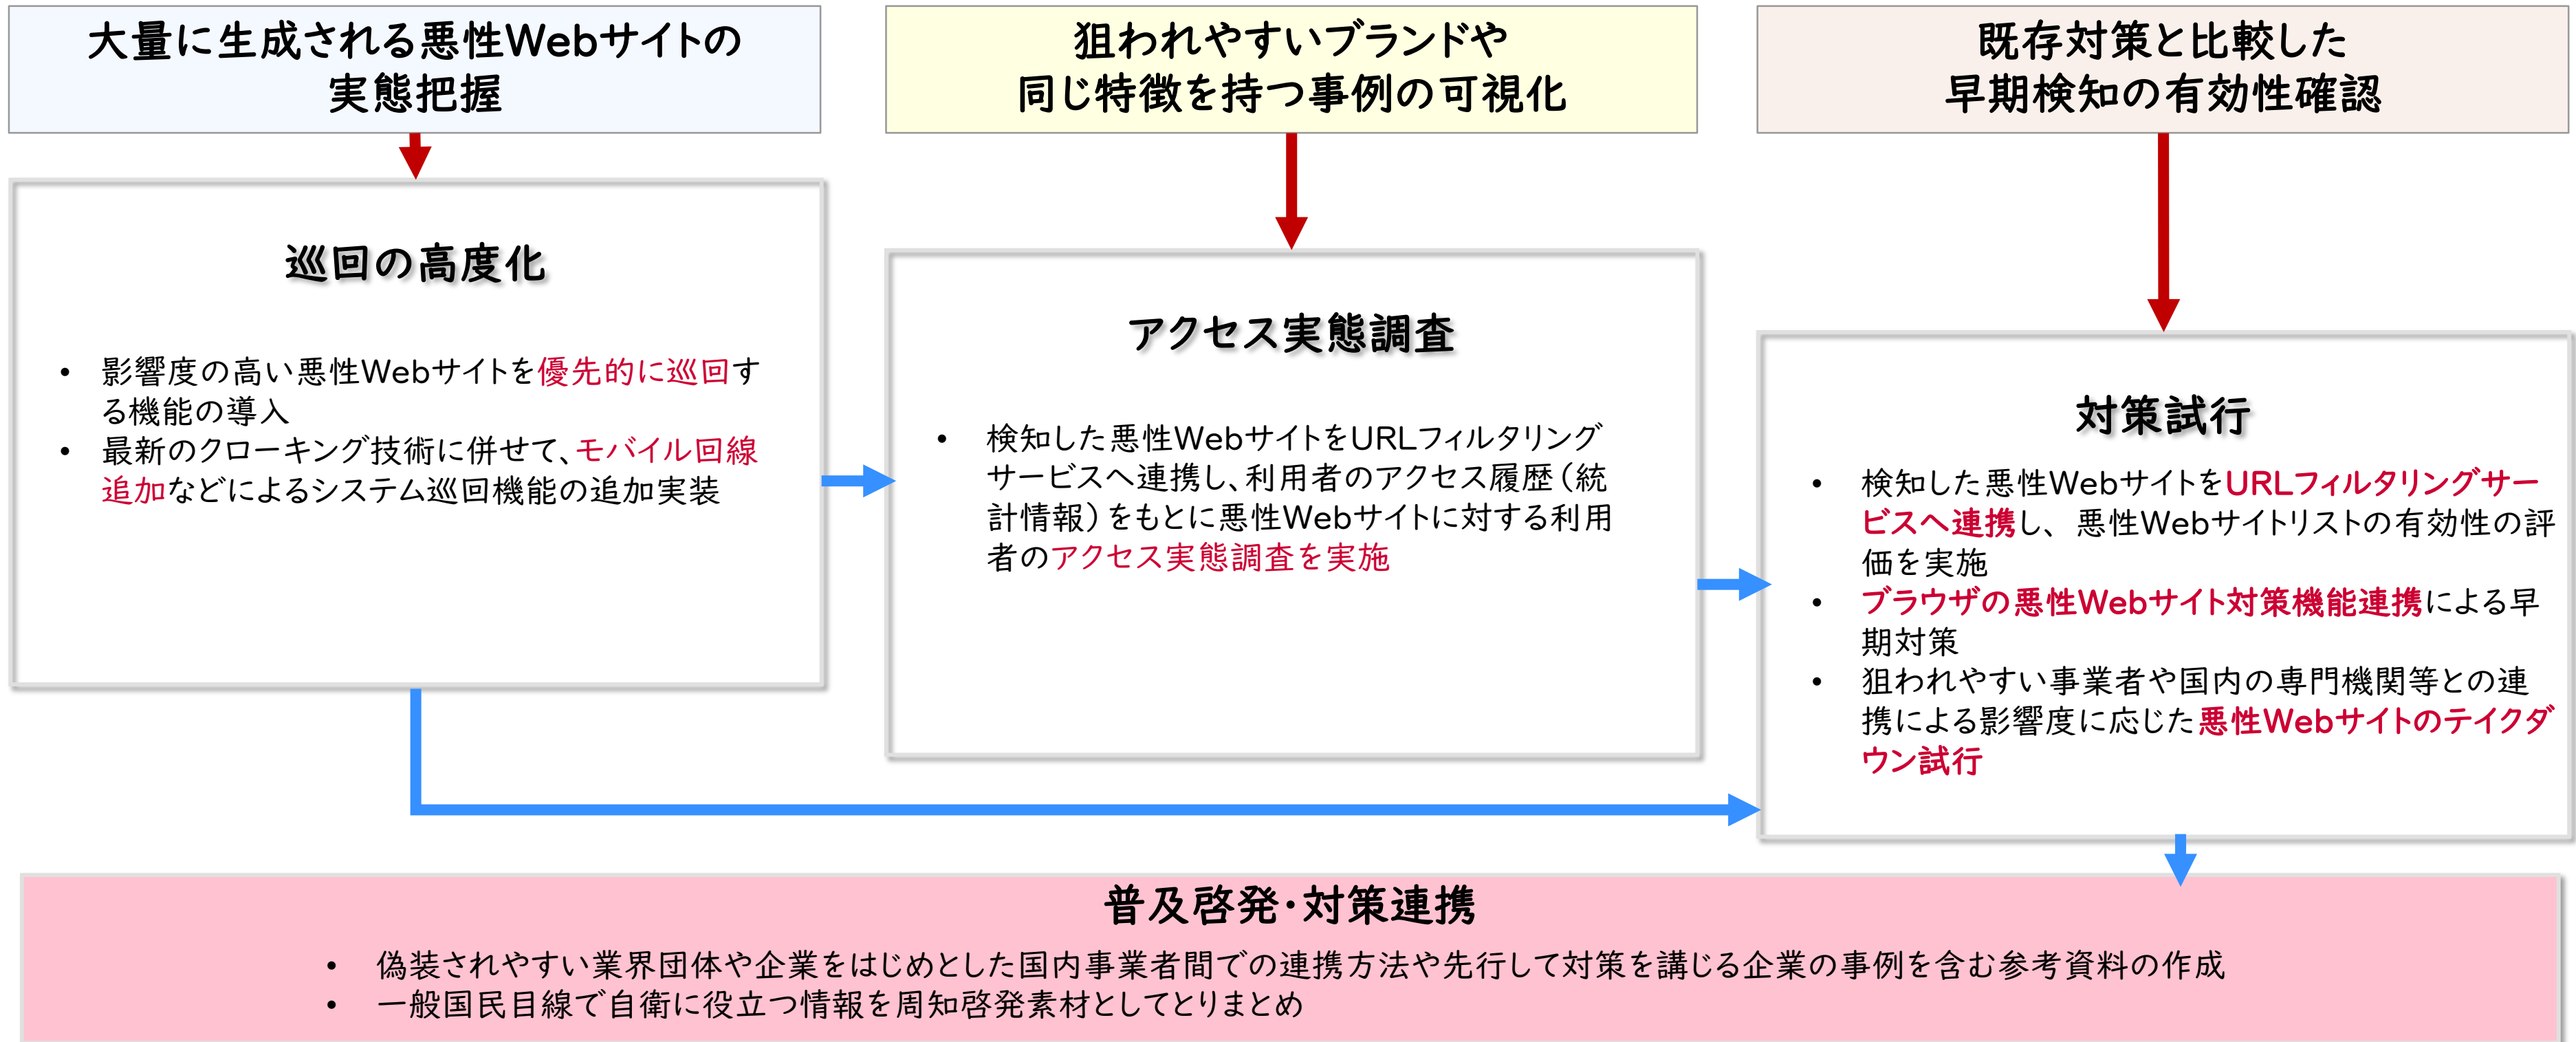 大量に生成される悪性Webサイトの
実態把握
狙われやすいブランドや
同じ特徴を持つ事例の可視化
既存対策と比較した
早期検知の有効性確認
巡回の高度化
• 影響度の高い悪性Webサイトを優先的に巡回す
る機能の導入
• 最新のクローキング技術に併せて、モバイル回線
追加などによるシステム巡回機能の追加実装
アクセス実態調査
• 検知した悪性WebサイトをURLフィルタリング
サービスへ連携し、利用者のアクセス履歴（統
計情報）をもとに悪性Webサイトに対する利用
者のアクセス実態調査を実施
対策試行
• 検知した悪性WebサイトをURLフィルタリングサー
ビスへ連携し、悪性Webサイトリストの有効性の評
価を実施
• ブラウザの悪性Webサイト対策機能連携による早
期対策
• 狙われやすい事業者や国内の専門機関等との連
携による影響度に応じた悪性Webサイトのテイクダ
ウン試行
普及啓発・対策連携
• 偽装されやすい業界団体や企業をはじめとした国内事業者間での連携方法や先行して対策を講じる企業の事例を含む参考資料の作成
• 一般国民目線で自衛に役立つ情報を周知啓発素材としてとりまとめ